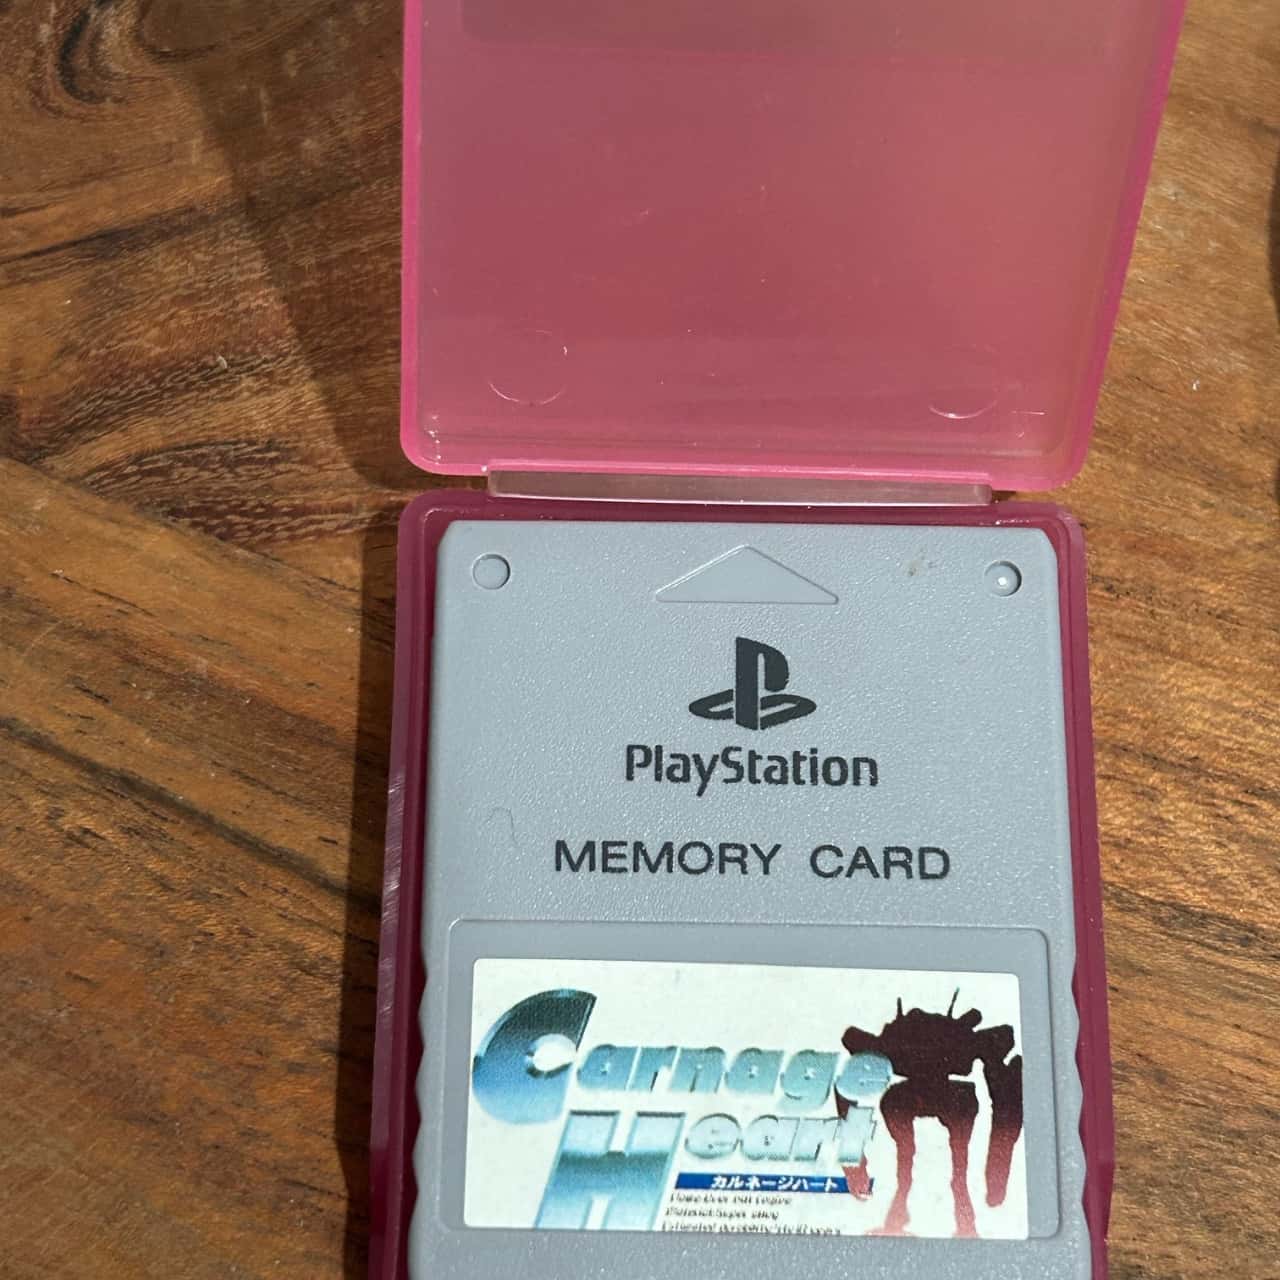 PlayStation
MEMORY CARD
Carnage
Heart
カルネージハート